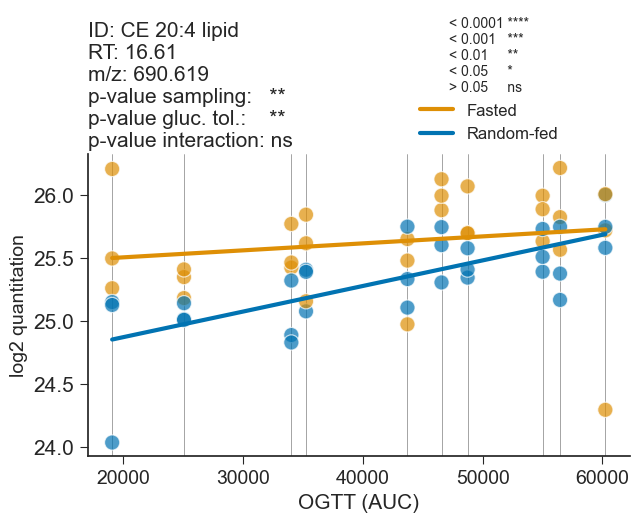 ID: CE 20:4 lipid
RT: 16.61
m/z: 690.619
p-value sampling: **
p-value gluc. tol.: **
p-value interaction: ns
< 0.0001 ****
< 0.001 ***
< 0.01 **
< 0.05 *
> 0.05 ns
Fasted
Random-fed
26.0
25.5
25.0
24.5
24.0
log2 quantitation
20000 30000 40000 50000 60000
OGTT (AUC)